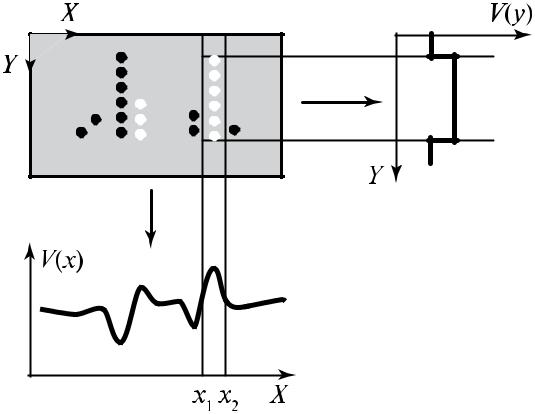 X
V(y)
Y
Y
V(x)
x1 x2 X